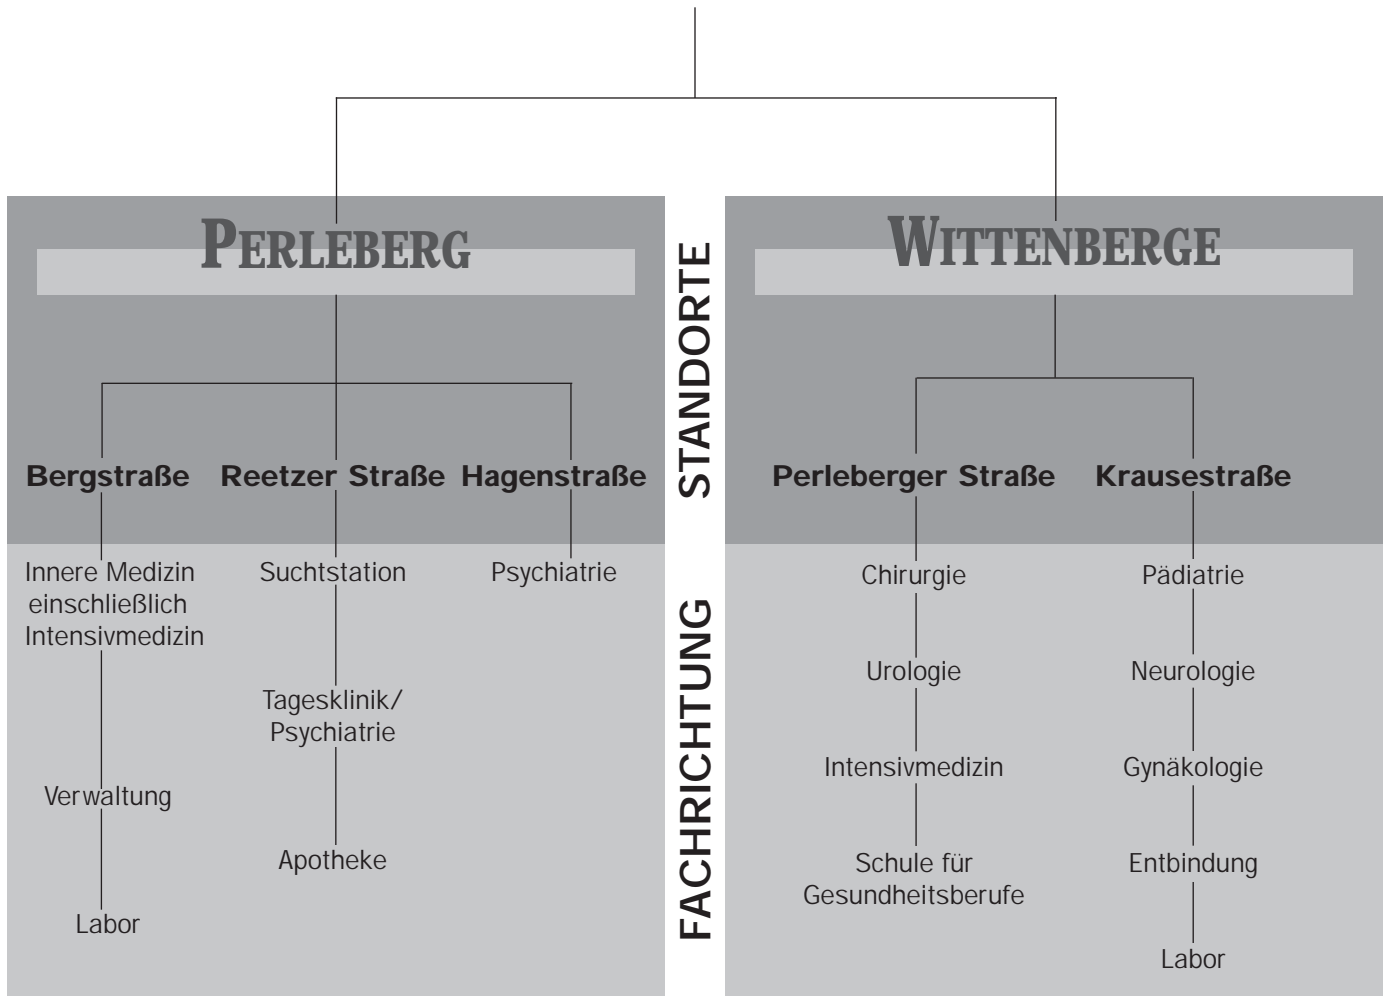 PERLEBERG
Bergstraße
Reetzer Straße
Hagenstraße
Innere Medizin
einschließlich
Intensivmedizin
Verwaltung
Labor
Suchtstation
Tagesklinik/
Psychiatrie
Apotheke
Psychiatrie
STANDORTE
FACHRICHTUNG
WITTENBERGE
Perleberger Straße
Krausestraße
Chirurgie
Urologie
Intensivmedizin
Schule für
Gesundheitsberufe
Pädiatrie
Neurologie
Gynäkologie
Entbindung
Labor